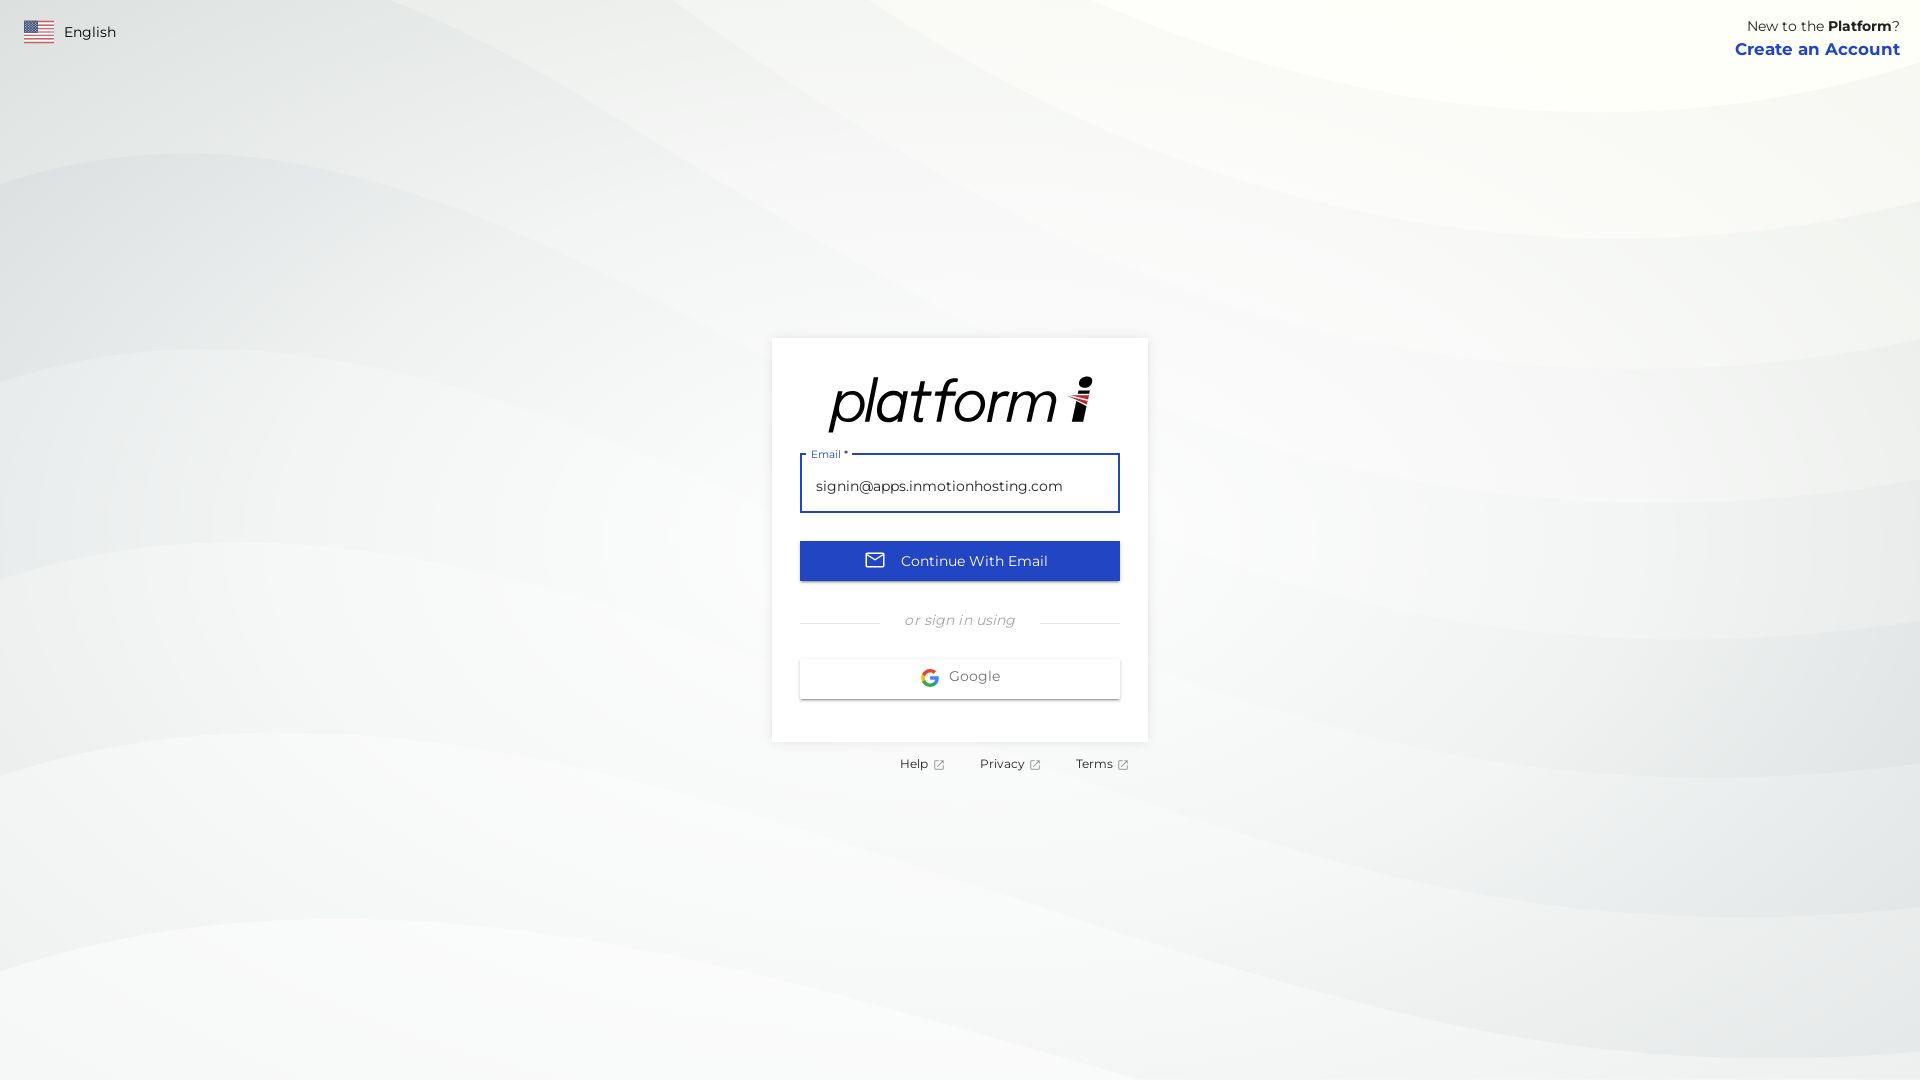 English
New to the Platform?
Create an Account
platform i
Email *
signin@apps.inmotionhosting.com
Continue With Email
or sign in using
Google
Help
Privacy
Terms